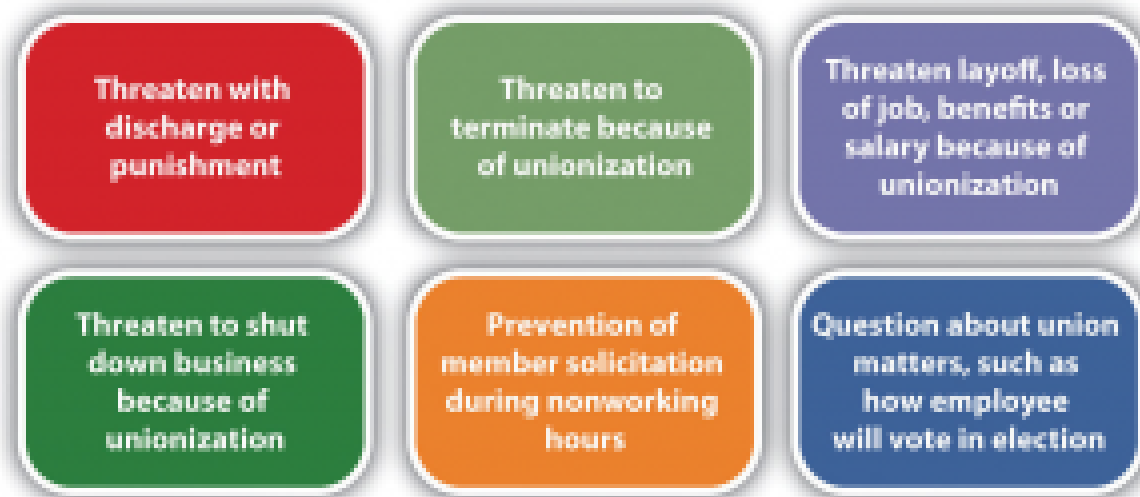 Threaten with
discharge or
punishment
Threaten to
terminate because
of unionization
Threaten layoff, loss
of job, benefits or
salary because of
unionization
Threaten to shut
down business
because of
unionization
Prevention of
member solicitation
during nonworking
hours
Question about union
matters, such as
how employee
will vote in election